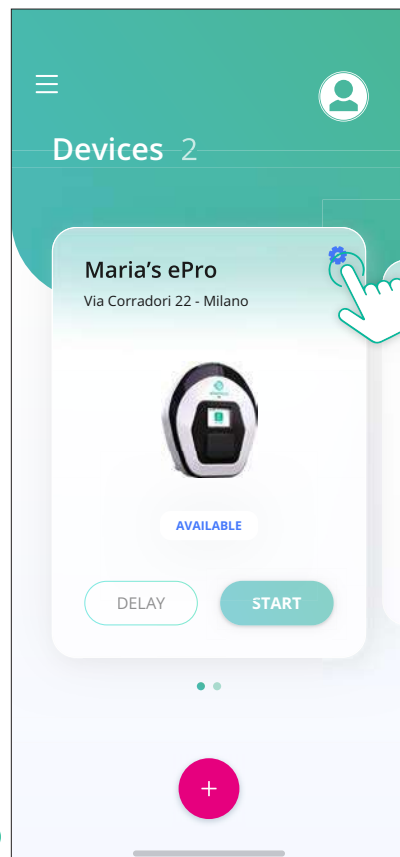 Devices 2
Maria's ePro
Via Corradori 22 - Milano
AVAILABLE
DELAY
START
+